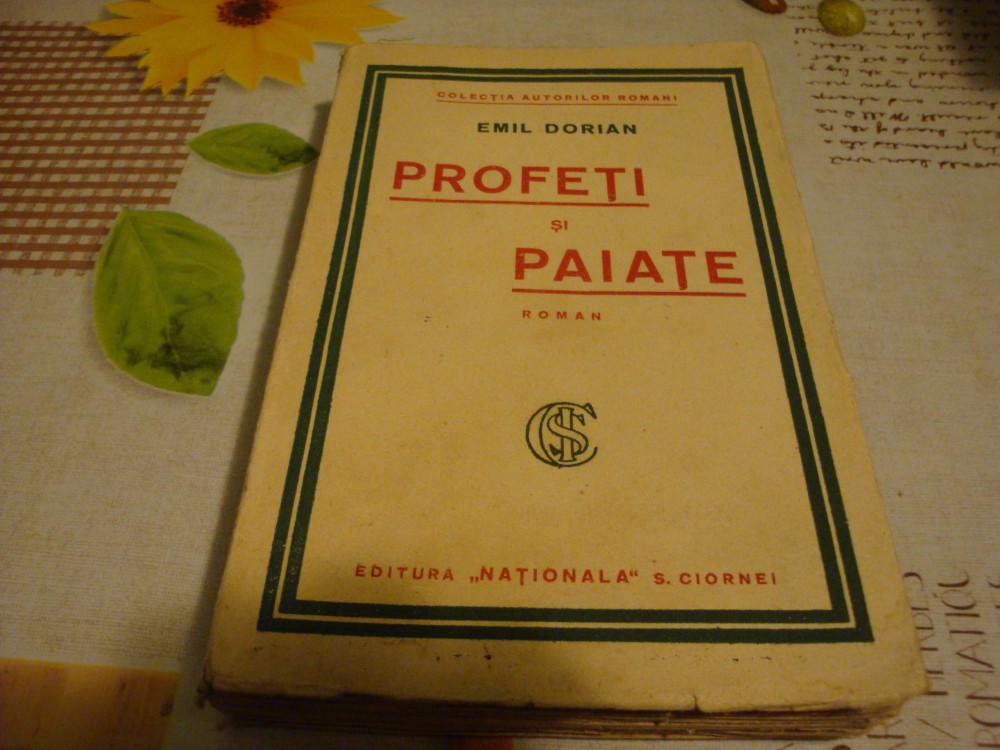 COLECȚIA AUTORILOR ROMANI
EMIL DORIAN
PROFEȚI
ȘI
PAIAȚE
ROMAN
EDITURA „NAȚIONALA“ S. CIORNEI